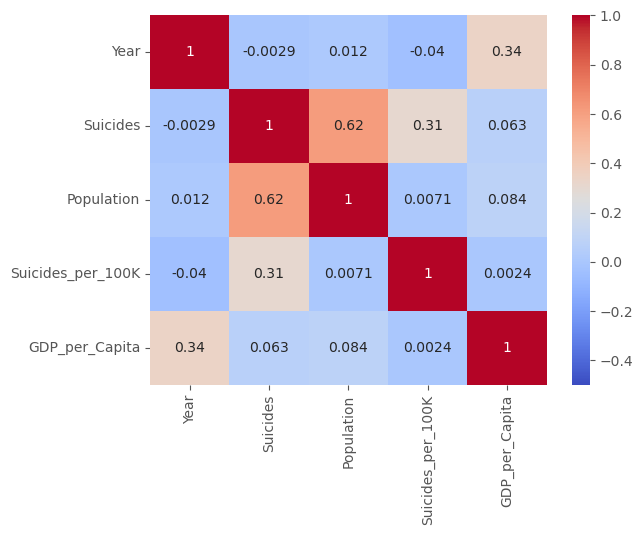 Year 1 -0.0029 0.012 -0.04 0.34
Suicides -0.0029 1 0.62 0.31 0.063
Population 0.012 0.62 1 0.0071 0.084
Suicides_per_100K -0.04 0.31 0.0071 1 0.0024
GDP_per_Capita 0.34 0.063 0.084 0.0024 1
Year Suicides Population Suicides_per_100K GDP_per_Capita
1.0
0.8
0.6
0.4
0.2
0.0
−0.2
−0.4